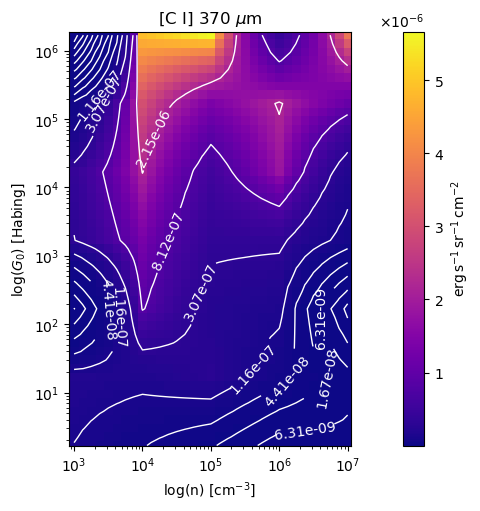 [C I] 370 μm
×10⁻⁶
10⁶
10⁵
10⁴
10³
10²
10¹
log(G₀) [Habing]
1.16e-07
3.07e-07
2.15e-06
8.12e-07
3.07e-07
1.16e-07
4.41e-08
6.31e-09
1.16e-07
4.41e-08
1.67e-08
6.31e-09
10³
10⁴
10⁵
10⁶
10⁷
log(n) [cm⁻³]
5
4
3
2
1
erg s⁻¹ sr⁻¹ cm⁻²